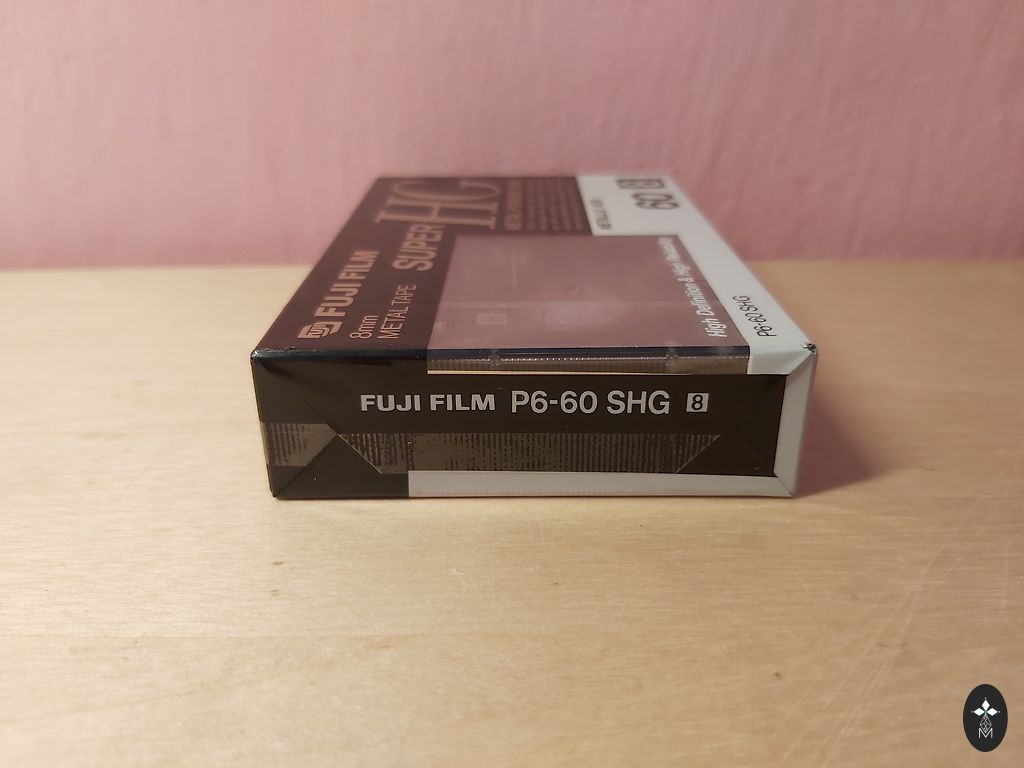 FUJI FILM
8mm
METAL TAPE
SUPER HG
60 8
High Definition & High Reliability
P6-60 SHG
FUJI FILM P6-60 SHG 8
M